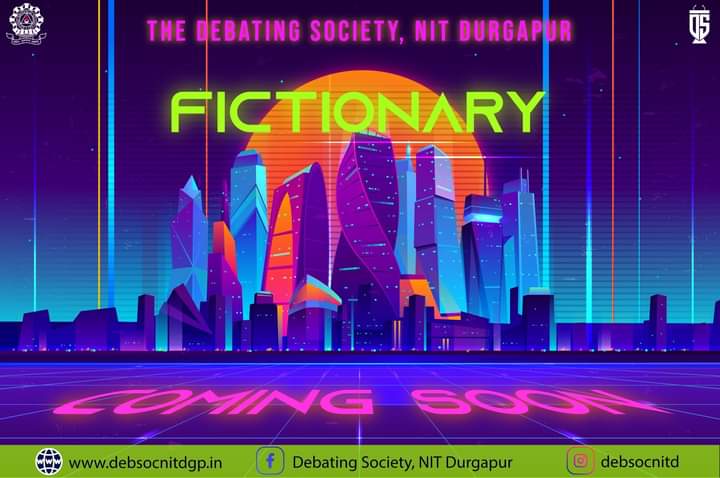 THE DEBATING SOCIETY, NIT DURGAPUR
FICTIONARY
COMING SOON
www.debsocnitdgp.in Debating Society, NIT Durgapur debsocnitd